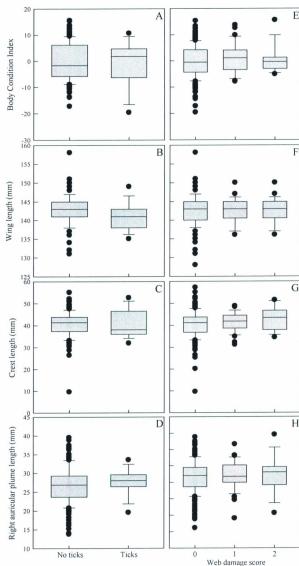 A
Body Condition Index
20
10
0
-10
-20
-30
E
B
Wing length (mm)
160
155
150
145
140
135
130
125
F
C
Crest length (mm)
60
50
40
30
20
10
0
G
D
Right auricular plume length (mm)
45
40
35
30
25
20
15
10
H
No ticks Ticks
0 1 2
Web damage score